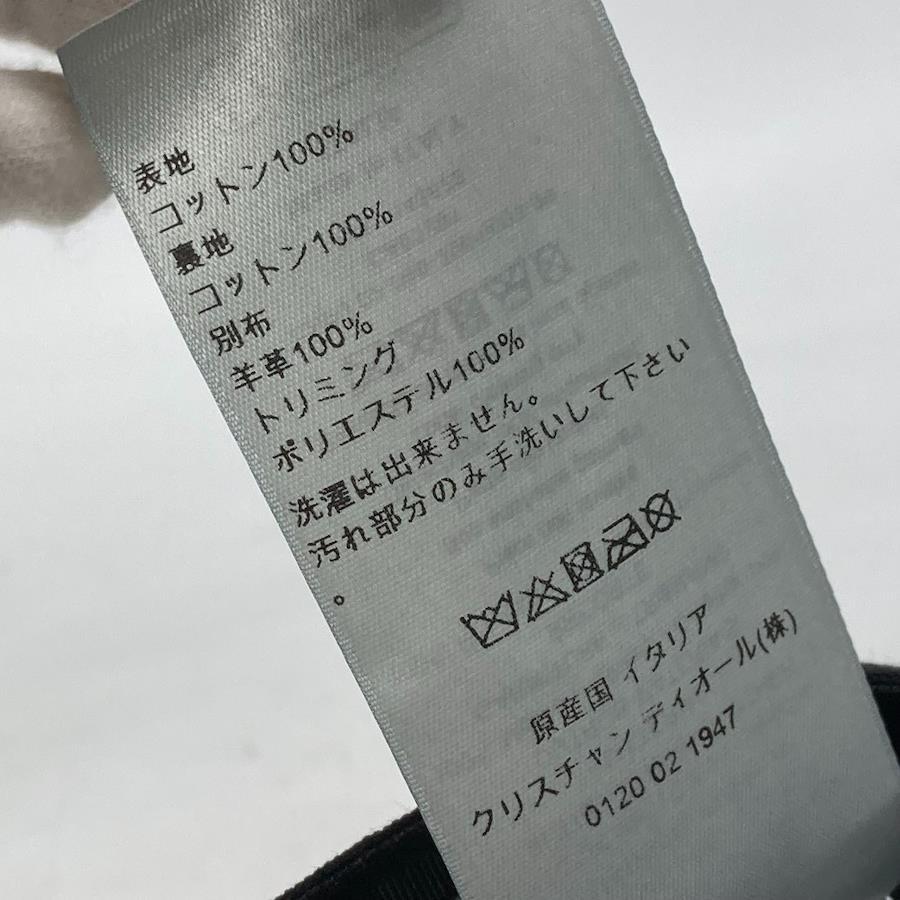 表地
コットン100%
裏地
コットン100%
別布
羊革100%
トリミング
ポリエステル100%
洗濯は出来ません。
汚れ部分のみ手洗いして下さい
。
原産国 イタリア
クリスチャン ディオール(株)
0120 02 1947